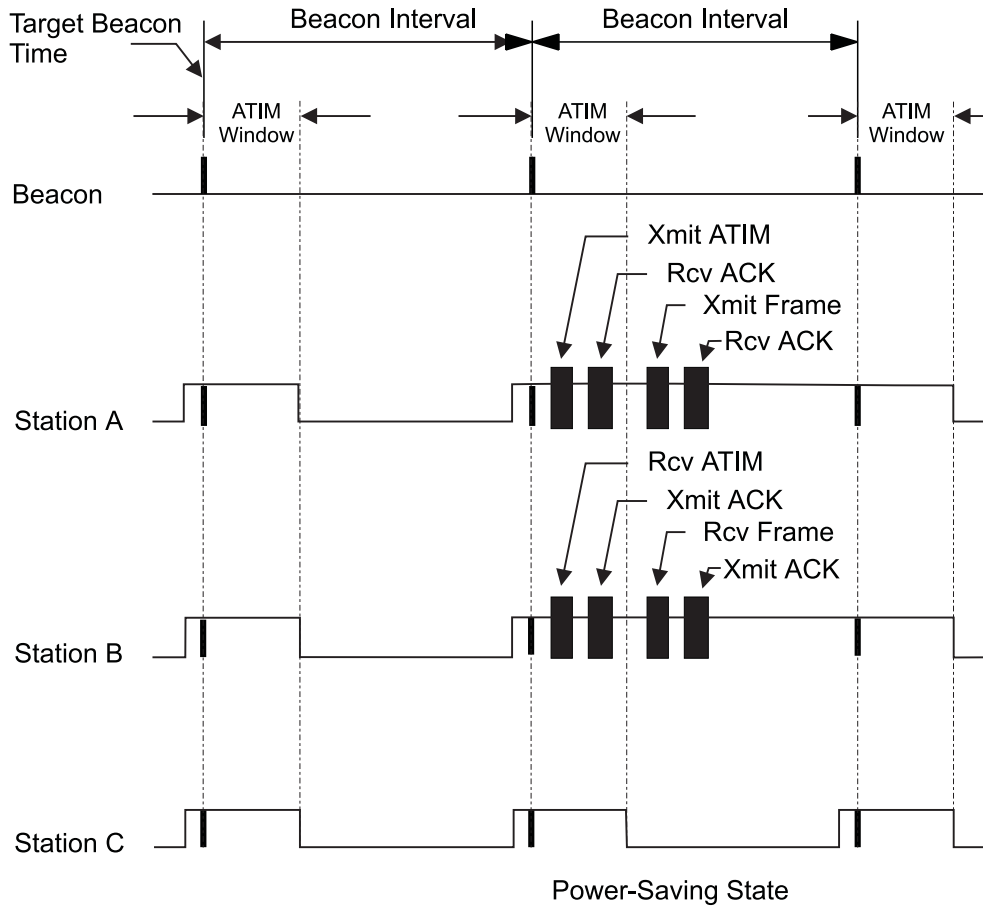 Target Beacon
Time
Beacon Interval
Beacon Interval
ATIM
Window
ATIM
Window
ATIM
Window
Beacon
Xmit ATIM
Rcv ACK
Xmit Frame
Rcv ACK
Station A
Rcv ATIM
Xmit ACK
Rcv Frame
Xmit ACK
Station B
Station C
Power-Saving State